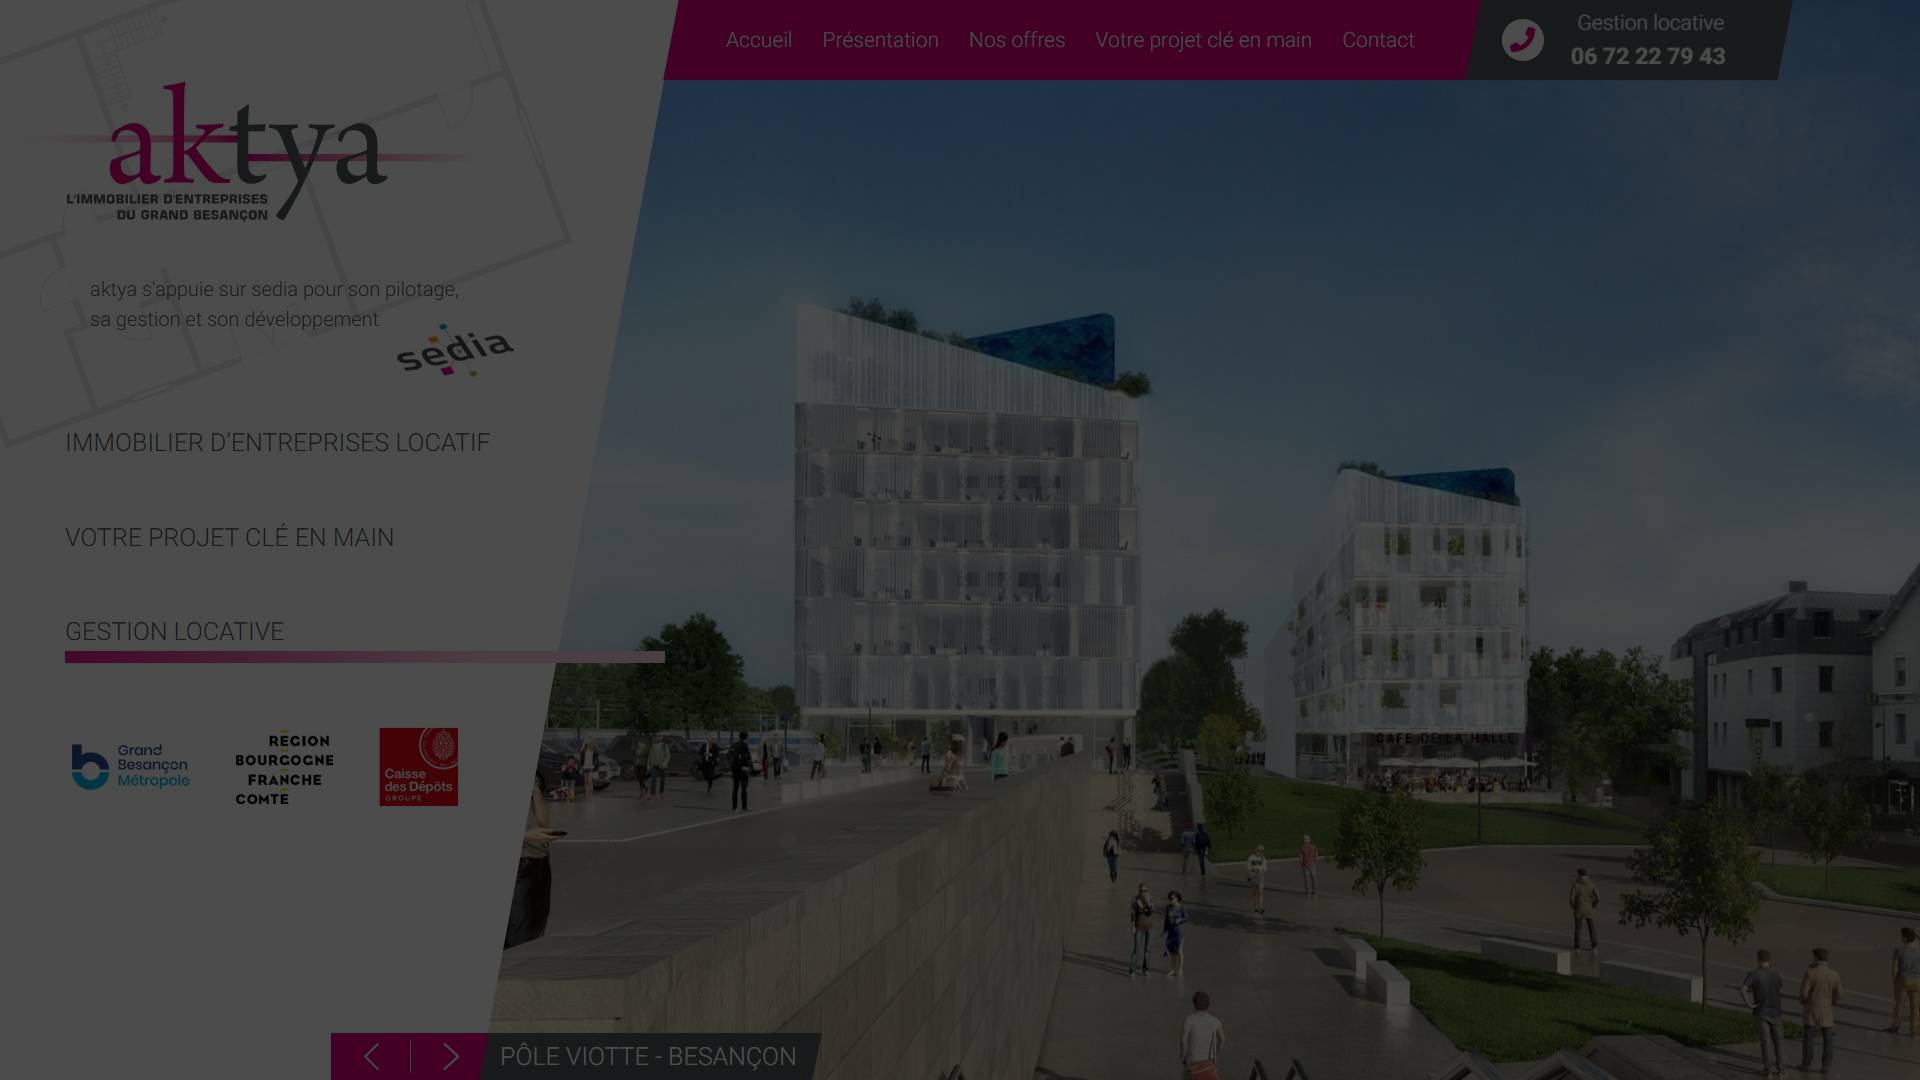 Accueil
Présentation
Nos offres
Votre projet clé en main
Contact
Gestion locative
06 72 22 79 43
aktya
L'IMMOBILIER D'ENTREPRISES
DU GRAND BESANÇON
aktya s'appuie sur sedia pour son pilotage,
sa gestion et son développement
sedia
IMMOBILIER D'ENTREPRISES LOCATIF
VOTRE PROJET CLÉ EN MAIN
GESTION LOCATIVE
Grand
Besançon
Métropole
REGION
BOURGOGNE
FRANCHE
COMTE
Caisse
des Dépôts
GROUPE
CAFE DE LA HALLE
PÔLE VIOTTE - BESANÇON